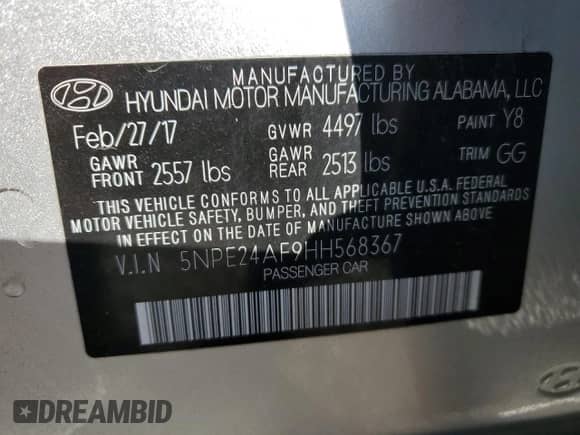 MANUFACTURED BY
HYUNDAI MOTOR MANUFACTURING ALABAMA, LLC
Feb/27/17 GVWR 4497 lbs PAINT Y8
GAWR FRONT 2557 lbs GAWR REAR 2513 lbs TRIM GG
THIS VEHICLE CONFORMS TO ALL APPLICABLE U.S.A. FEDERAL
MOTOR VEHICLE SAFETY, BUMPER, AND THEFT PREVENTION STANDARDS
IN EFFECT ON THE DATE OF MANUFACTURE SHOWN ABOVE.
V.I.N 5NPE24AF9HH568367
PASSENGER CAR
DREAMBID